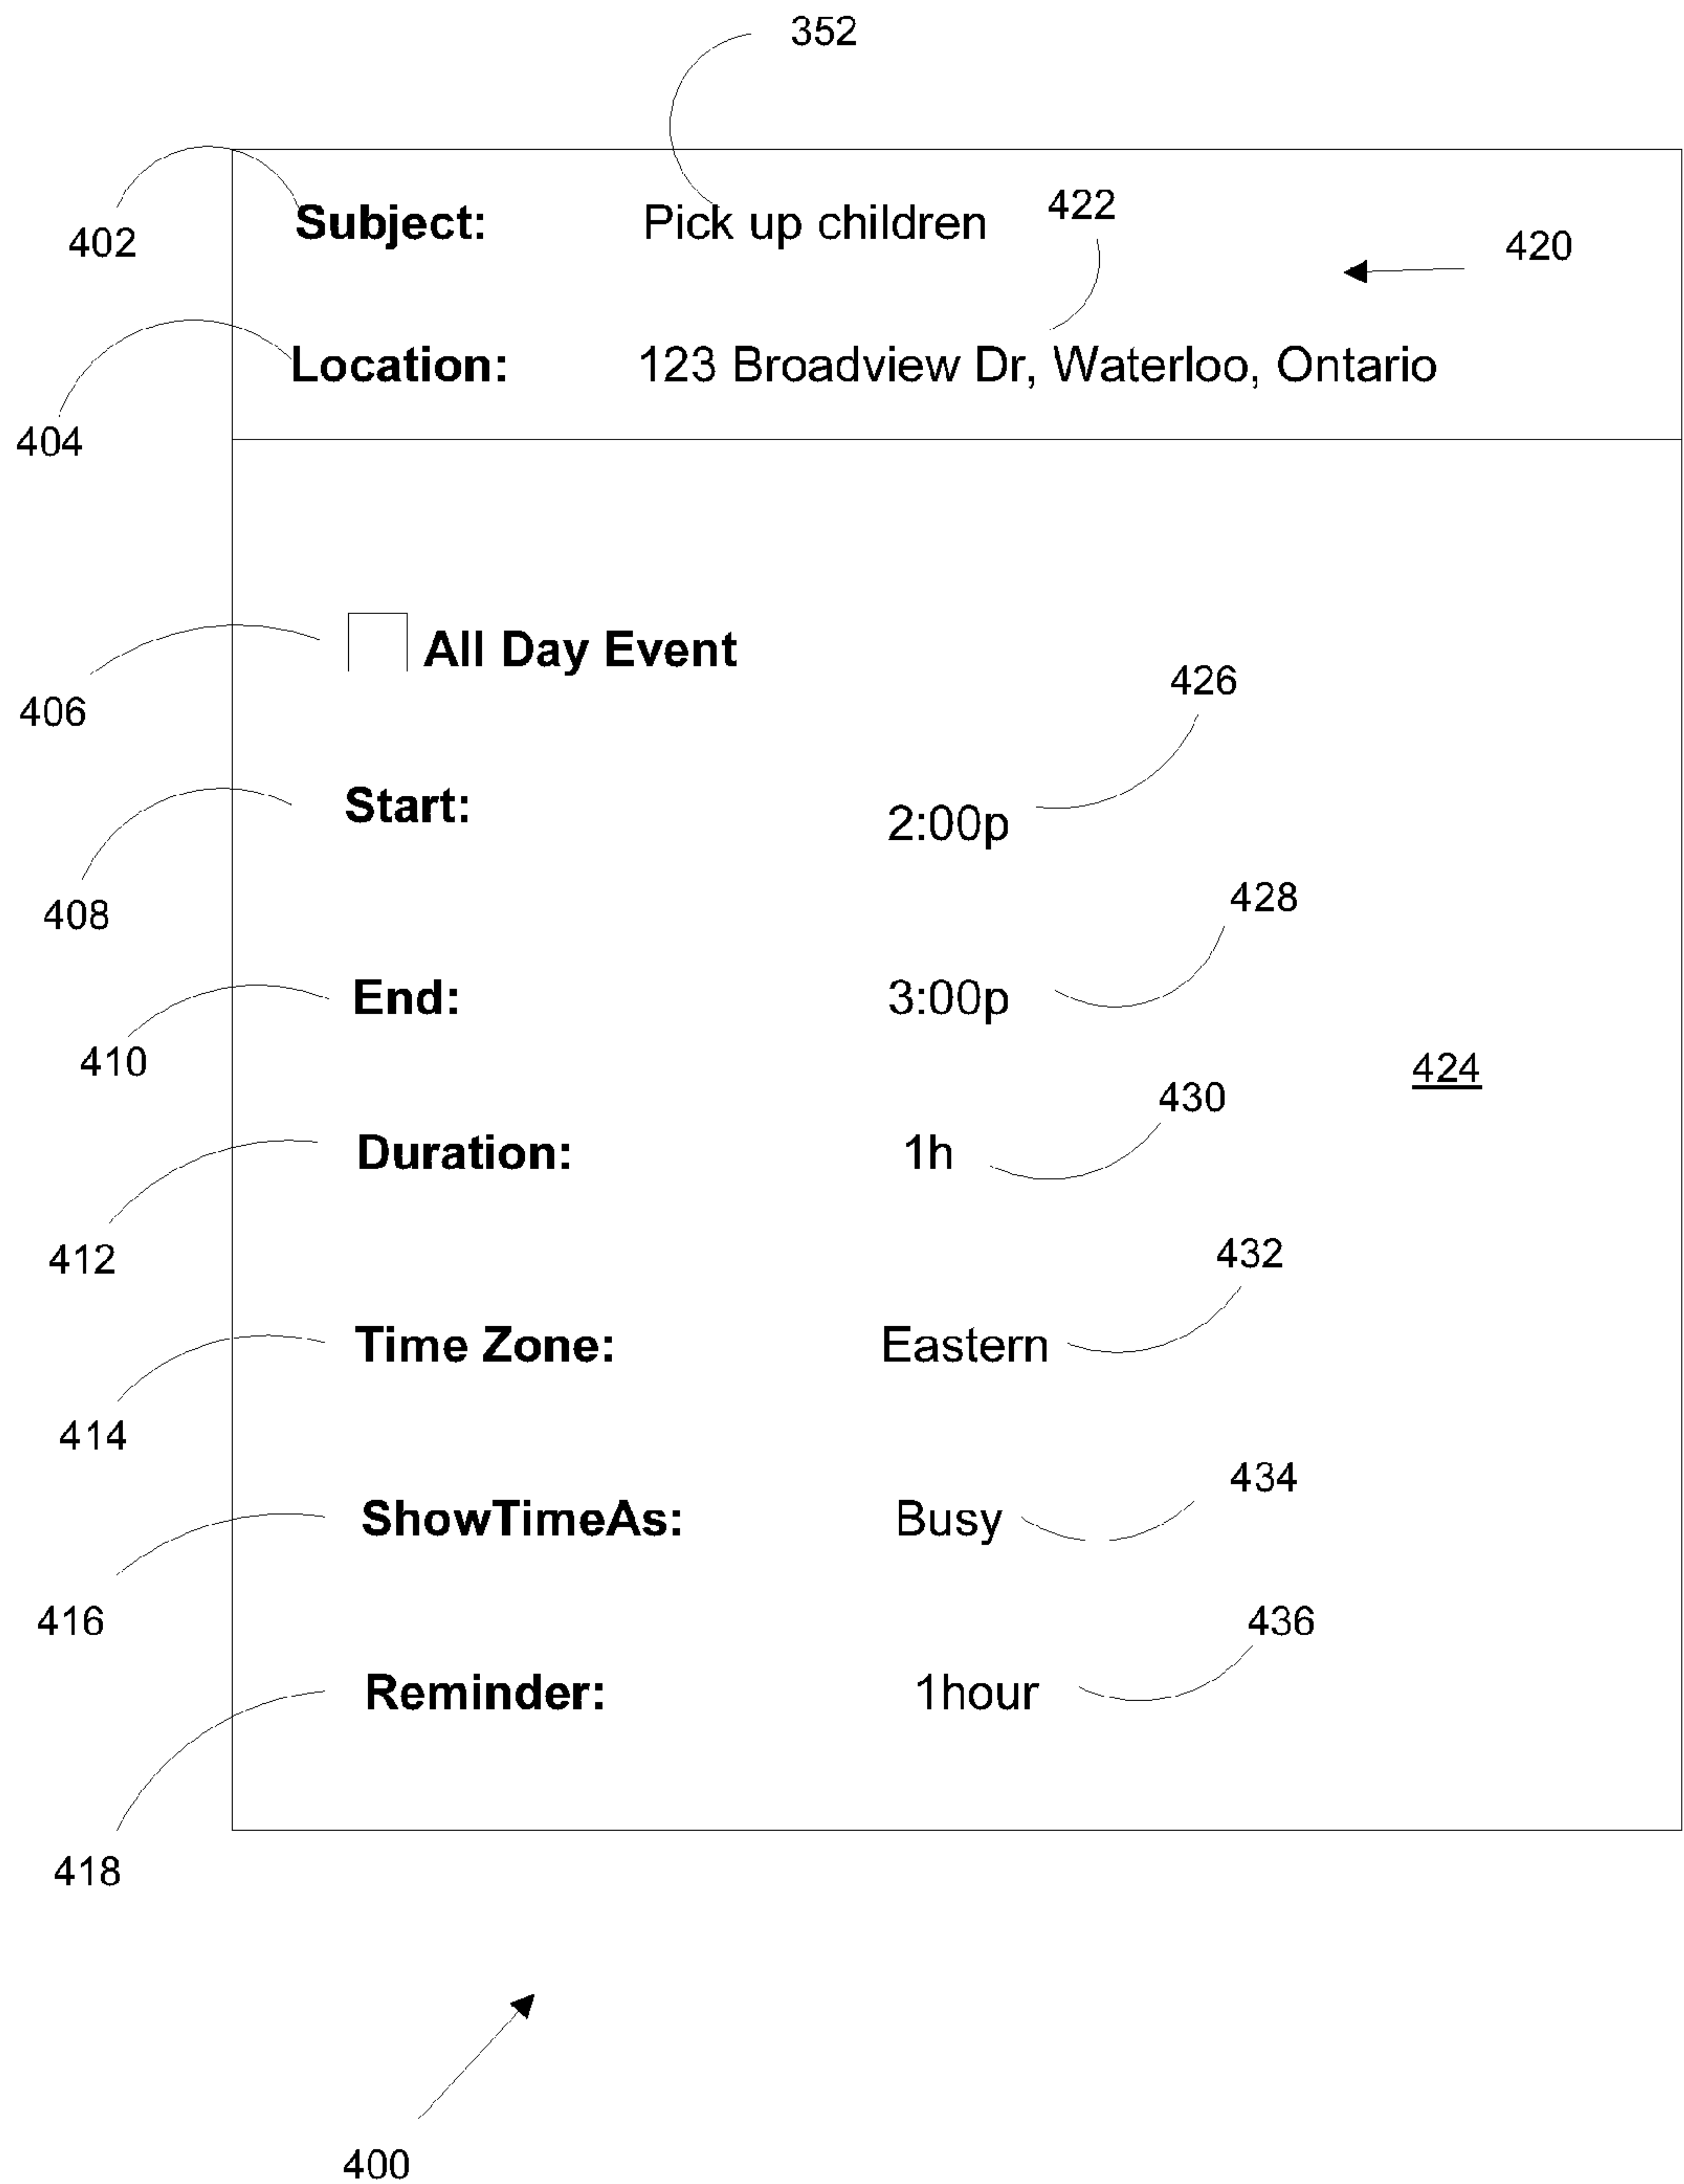 352
402 Subject: Pick up children 422 420
404 Location: 123 Broadview Dr, Waterloo, Ontario
406 All Day Event
426
408 Start: 2:00p
428
410 End: 3:00p
424
430
412 Duration: 1h
432
414 Time Zone: Eastern
434
416 ShowTimeAs: Busy
436
418 Reminder: 1hour
400